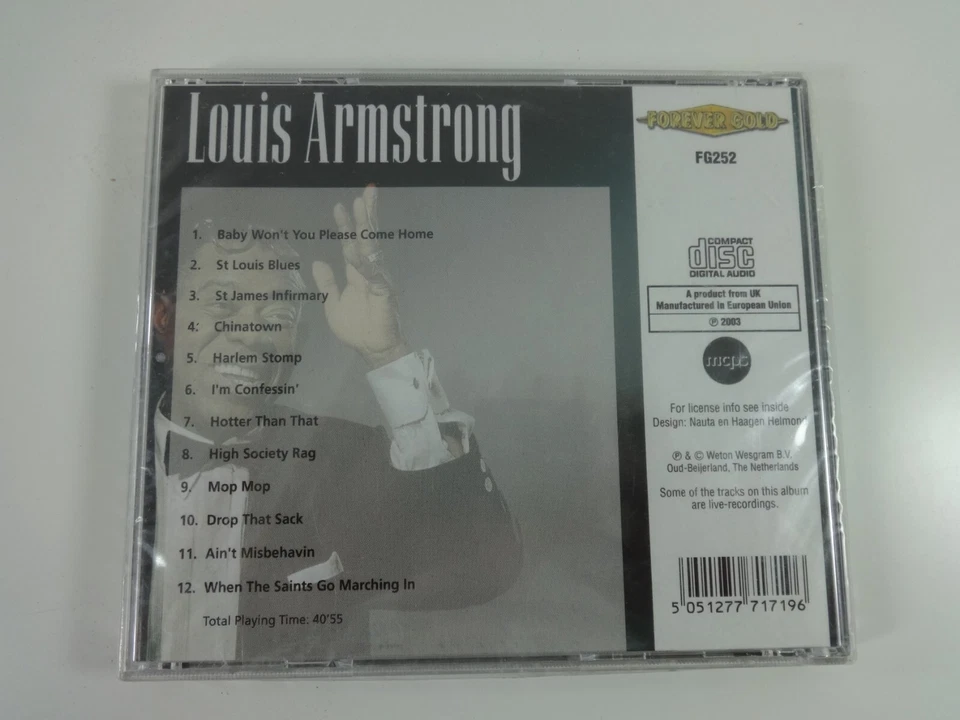 Louis Armstrong
1. Baby Won't You Please Come Home
2. St Louis Blues
3. St James Infirmary
4. Chinatown
5. Harlem Stomp
6. I'm Confessin'
7. Hotter Than That
8. High Society Rag
9. Mop Mop
10. Drop That Sack
11. Ain't Misbehavin
12. When The Saints Go Marching In
Total Playing Time: 40'55
FOREVER GOLD
FG252
COMPACT
disc
DIGITAL AUDIO
A product from UK
Manufactured in European Union
℗ 2003
mcps
For license info see inside
Design: Nauta en Haagen Helmond
℗ & © Weton Wesgram B.V.
Oud-Beijerland, The Netherlands
Some of the tracks on this album
are live-recordings.
5 051277 717196